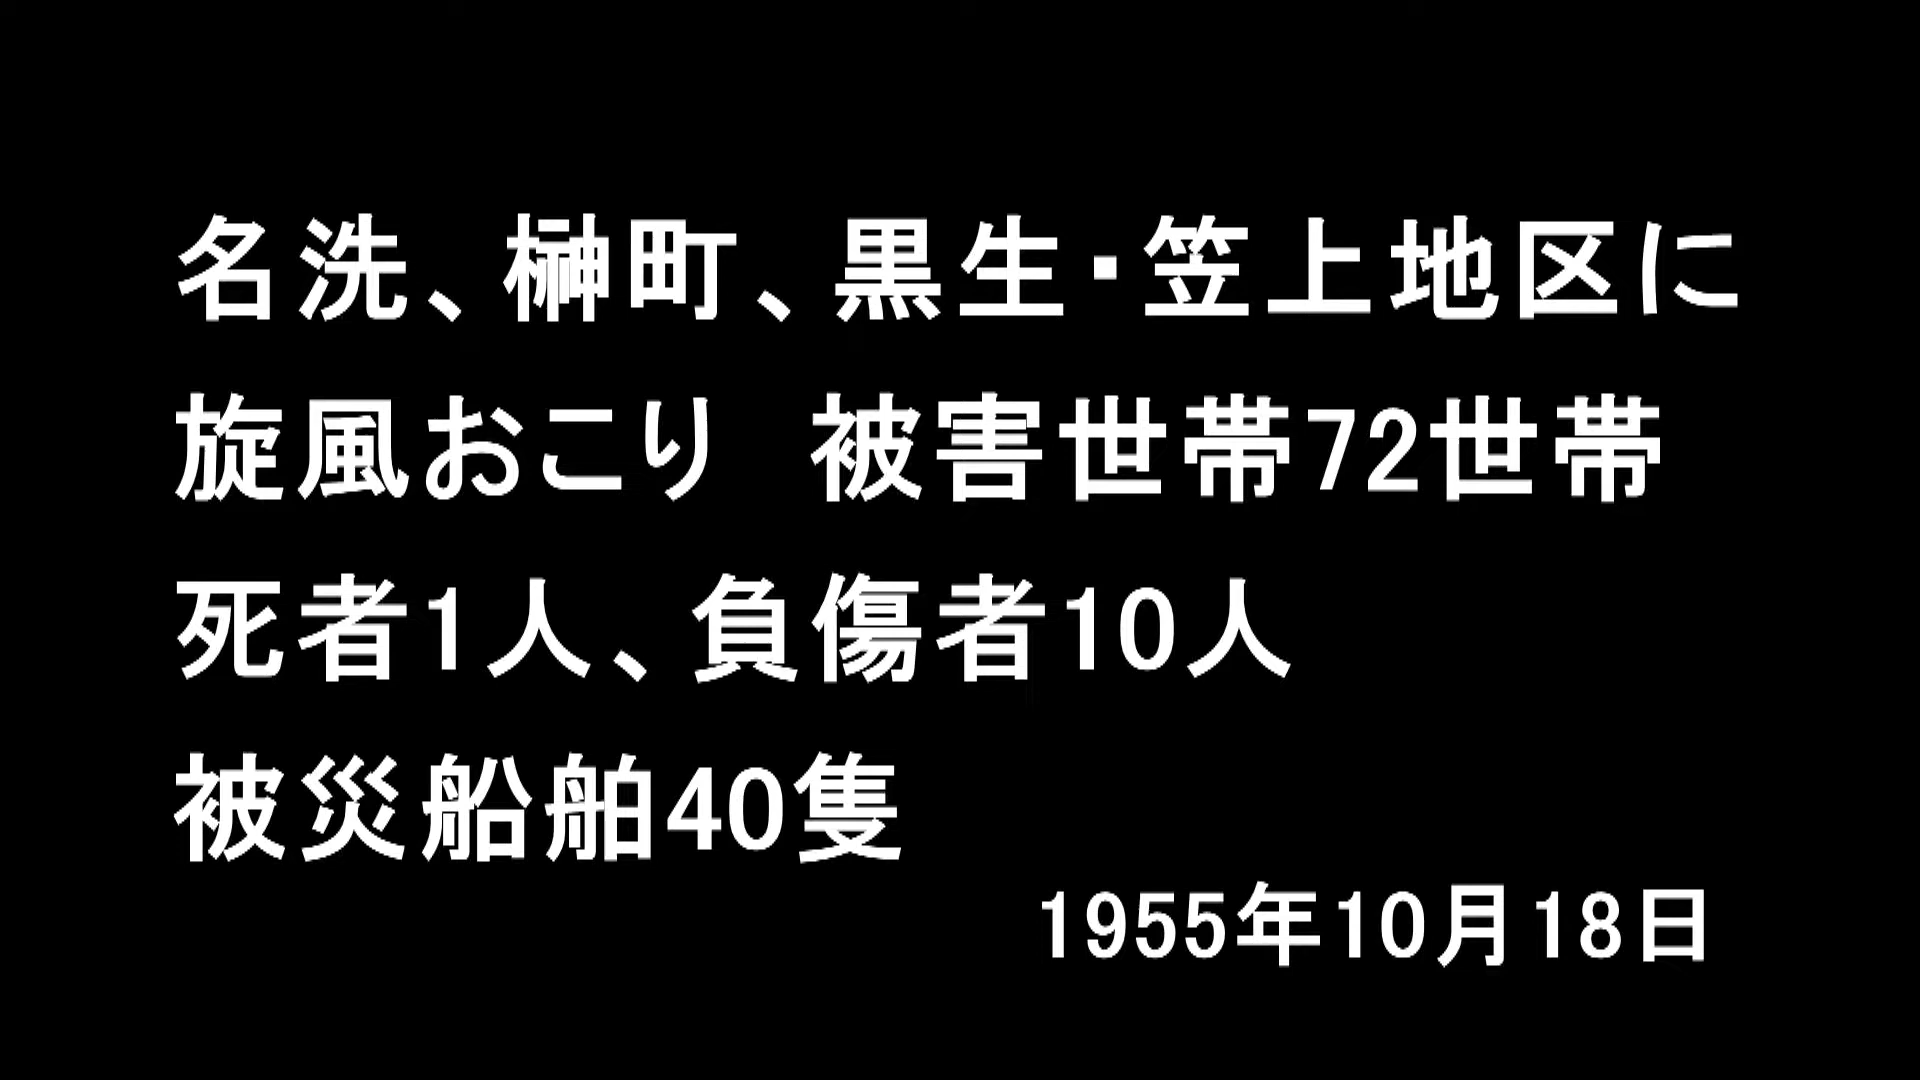 名洗、榊町、黒生・笠上地区に
旋風おこり　被害世帯72世帯
死者1人、負傷者10人
被災船舶40隻
1955年10月18日